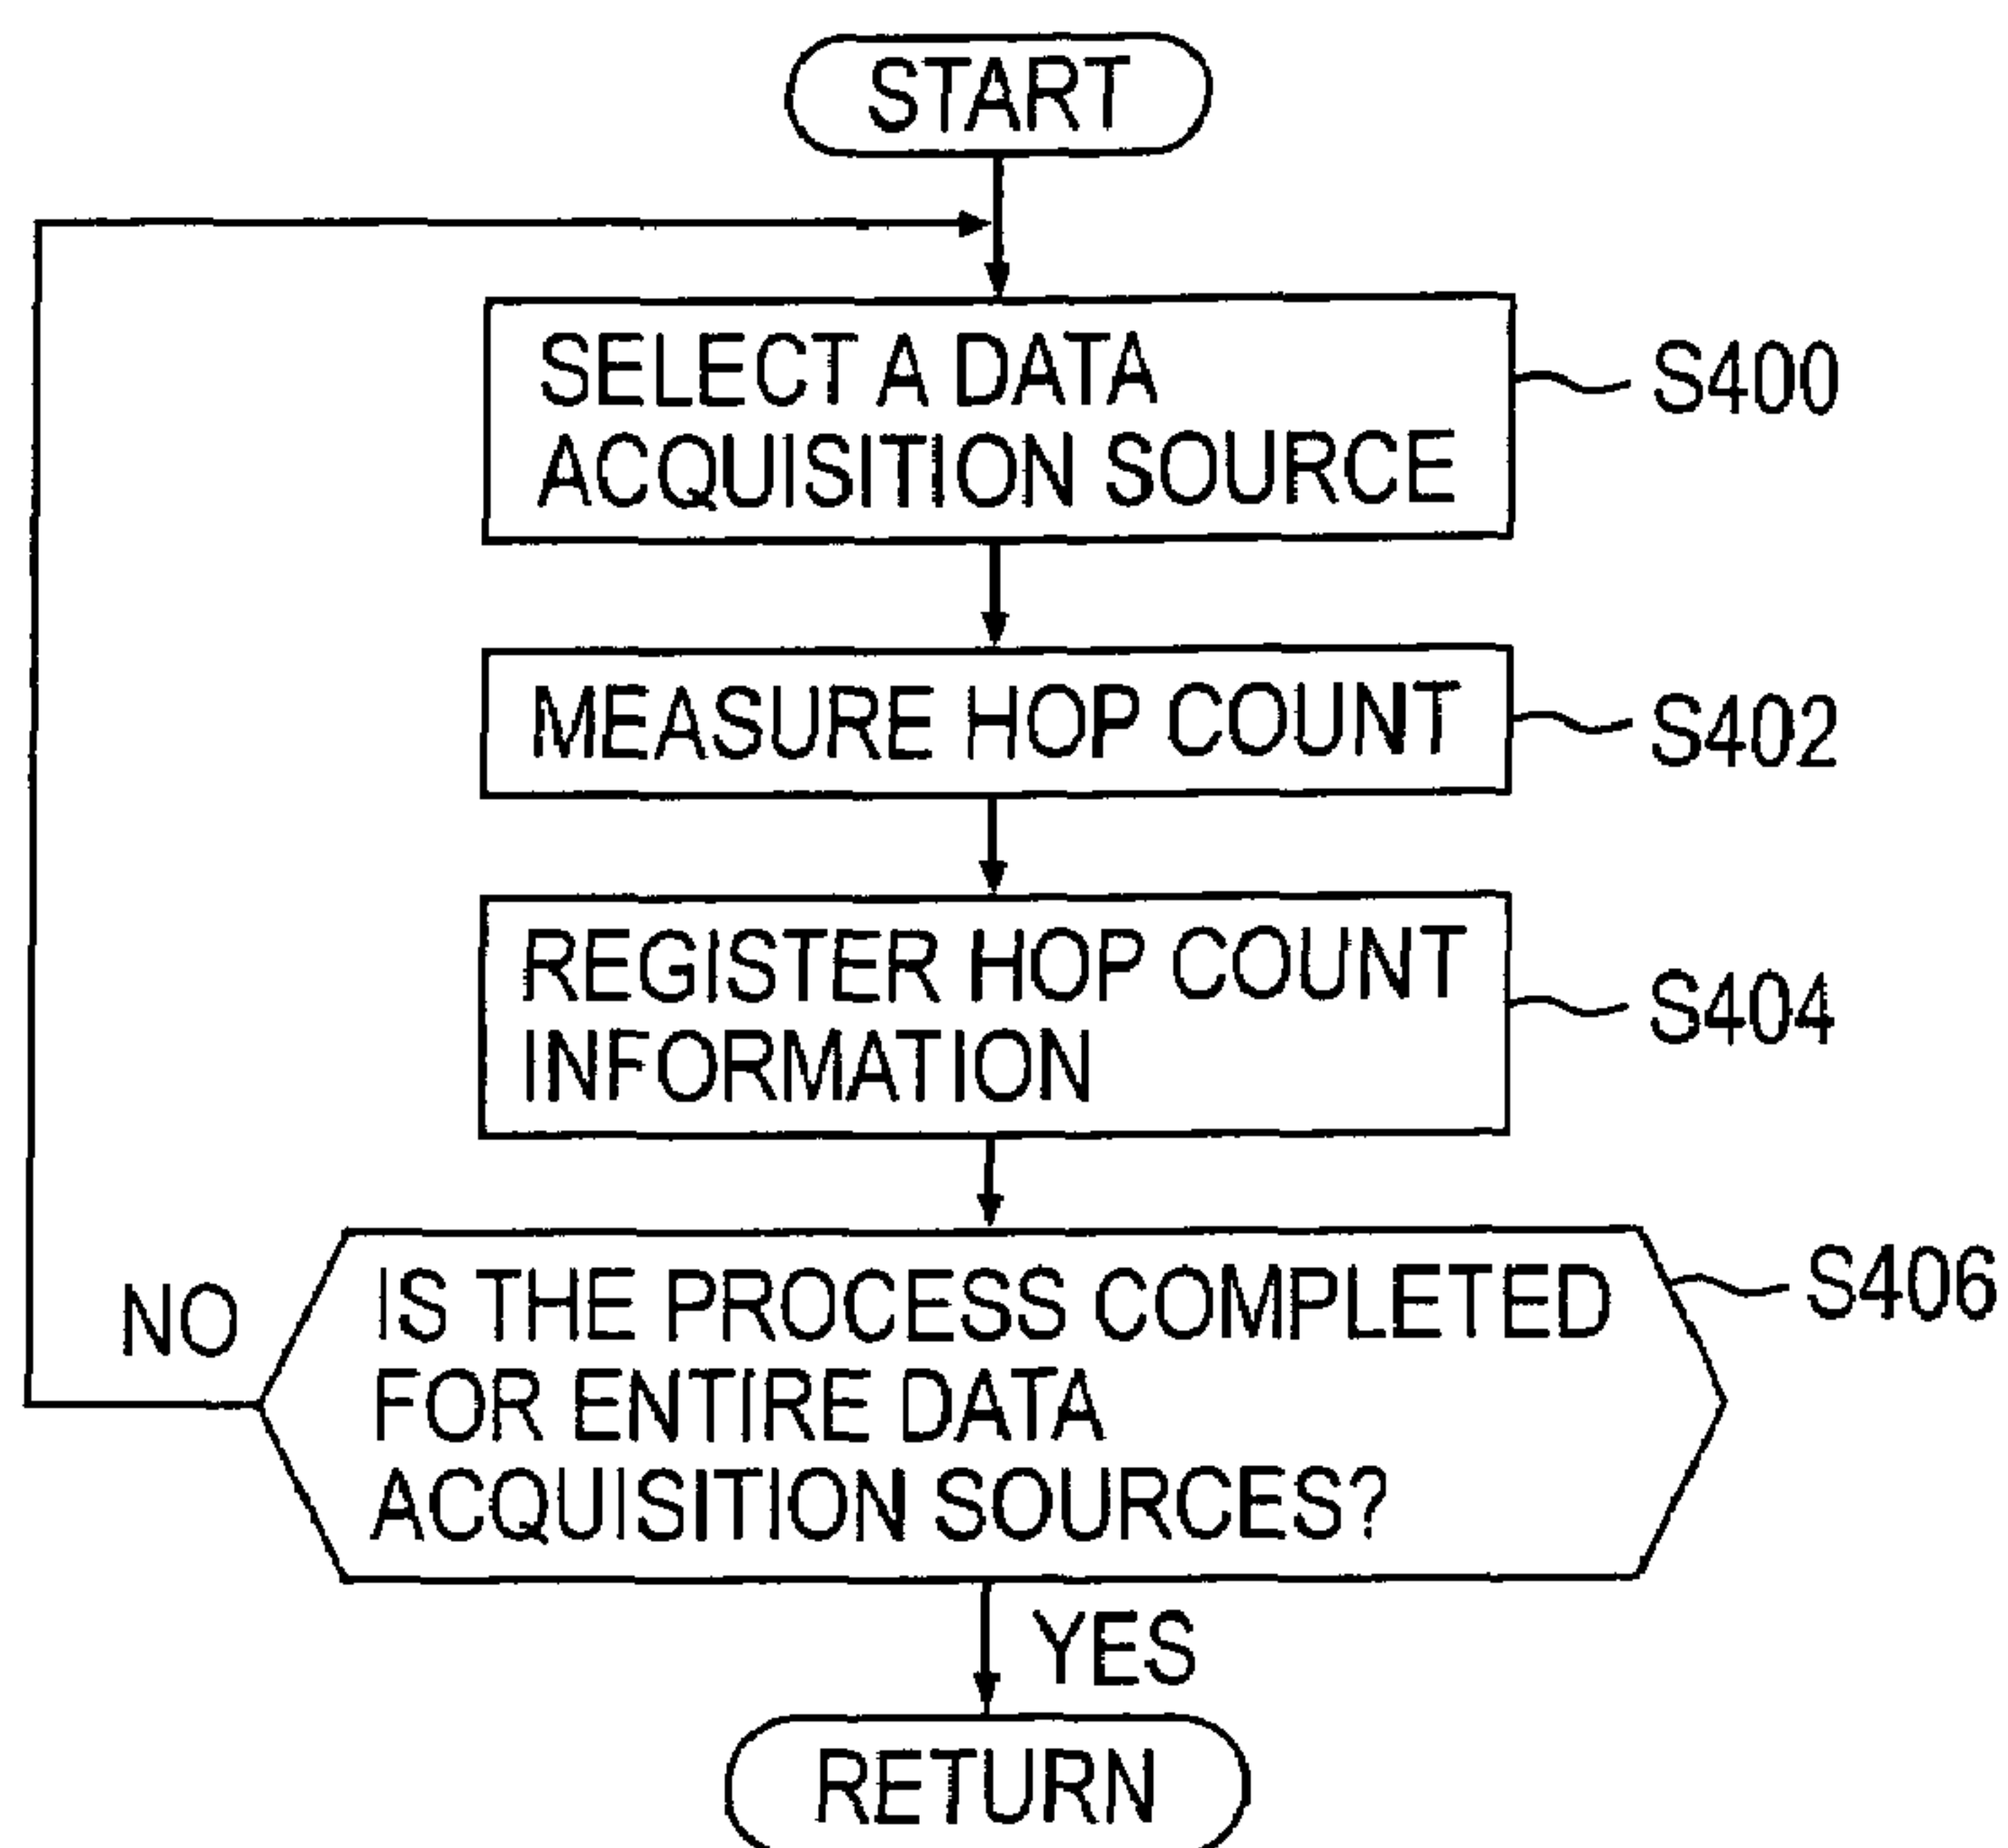 START
SELECT A DATA
ACQUISITION SOURCE
S400
MEASURE HOP COUNT
S402
REGISTER HOP COUNT
INFORMATION
S404
IS THE PROCESS COMPLETED
FOR ENTIRE DATA
ACQUISITION SOURCES?
S406
NO
YES
RETURN